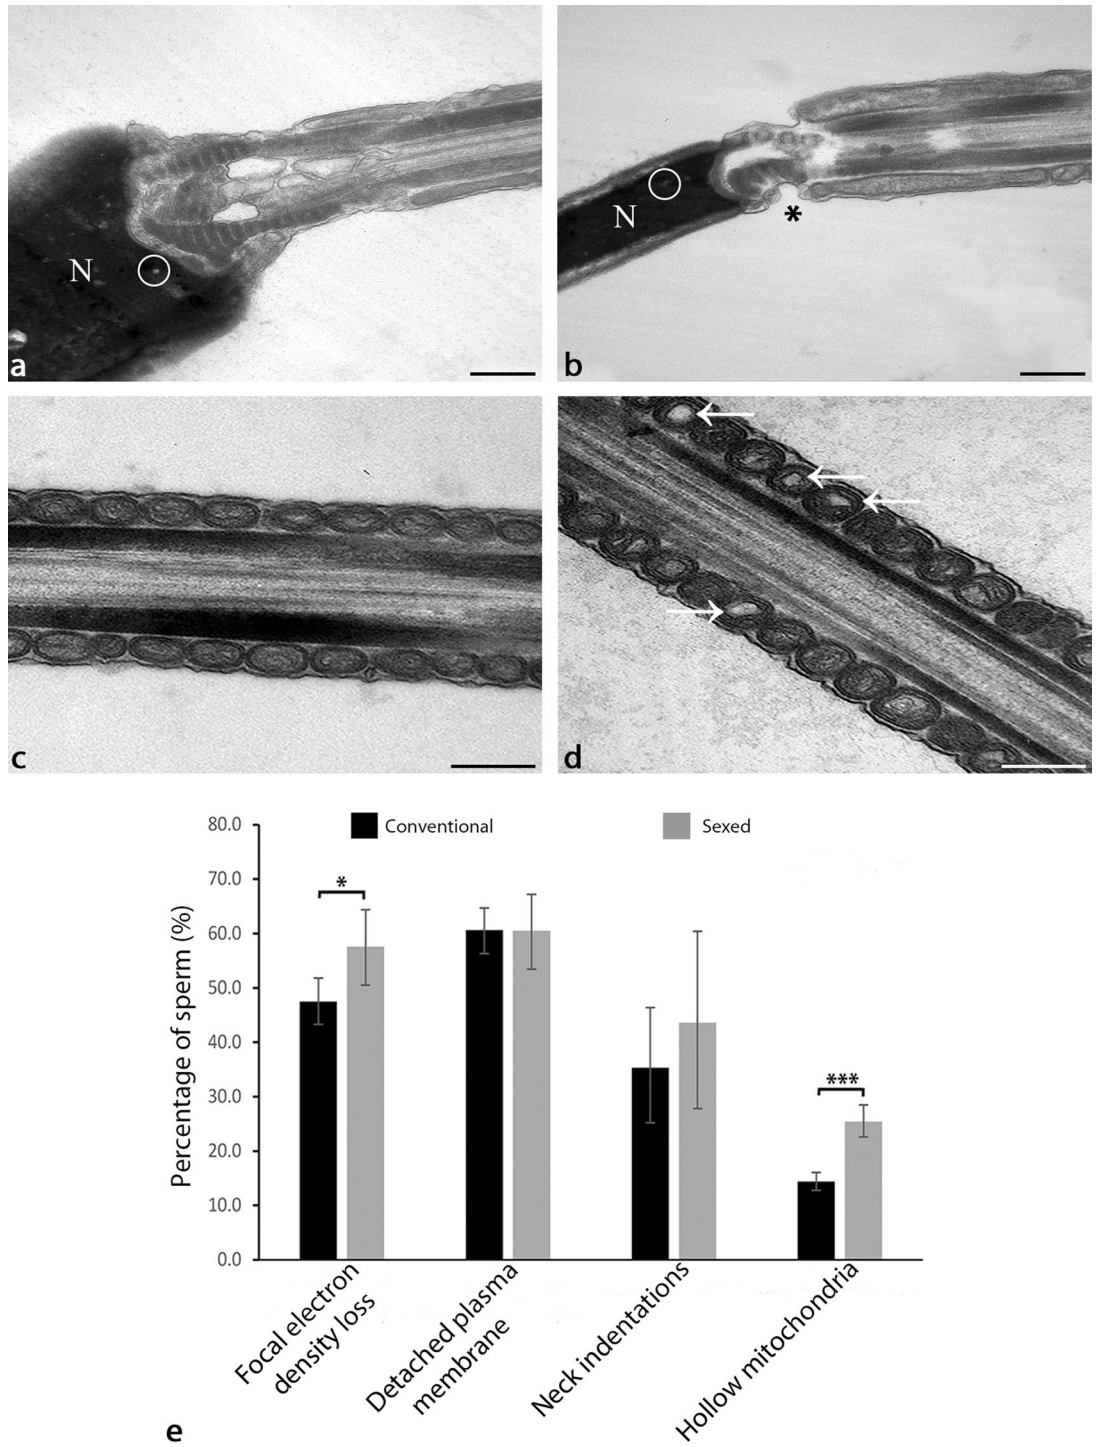 N
a
N
*
b
c
d
80.0
Conventional
Sexed
70.0
*
60.0
50.0
40.0
30.0
***
20.0
10.0
0.0
Percentage of sperm (%)
Focal electron
density loss
Detached plasma
membrane
Neck indentations
Hollow mitochondria
e